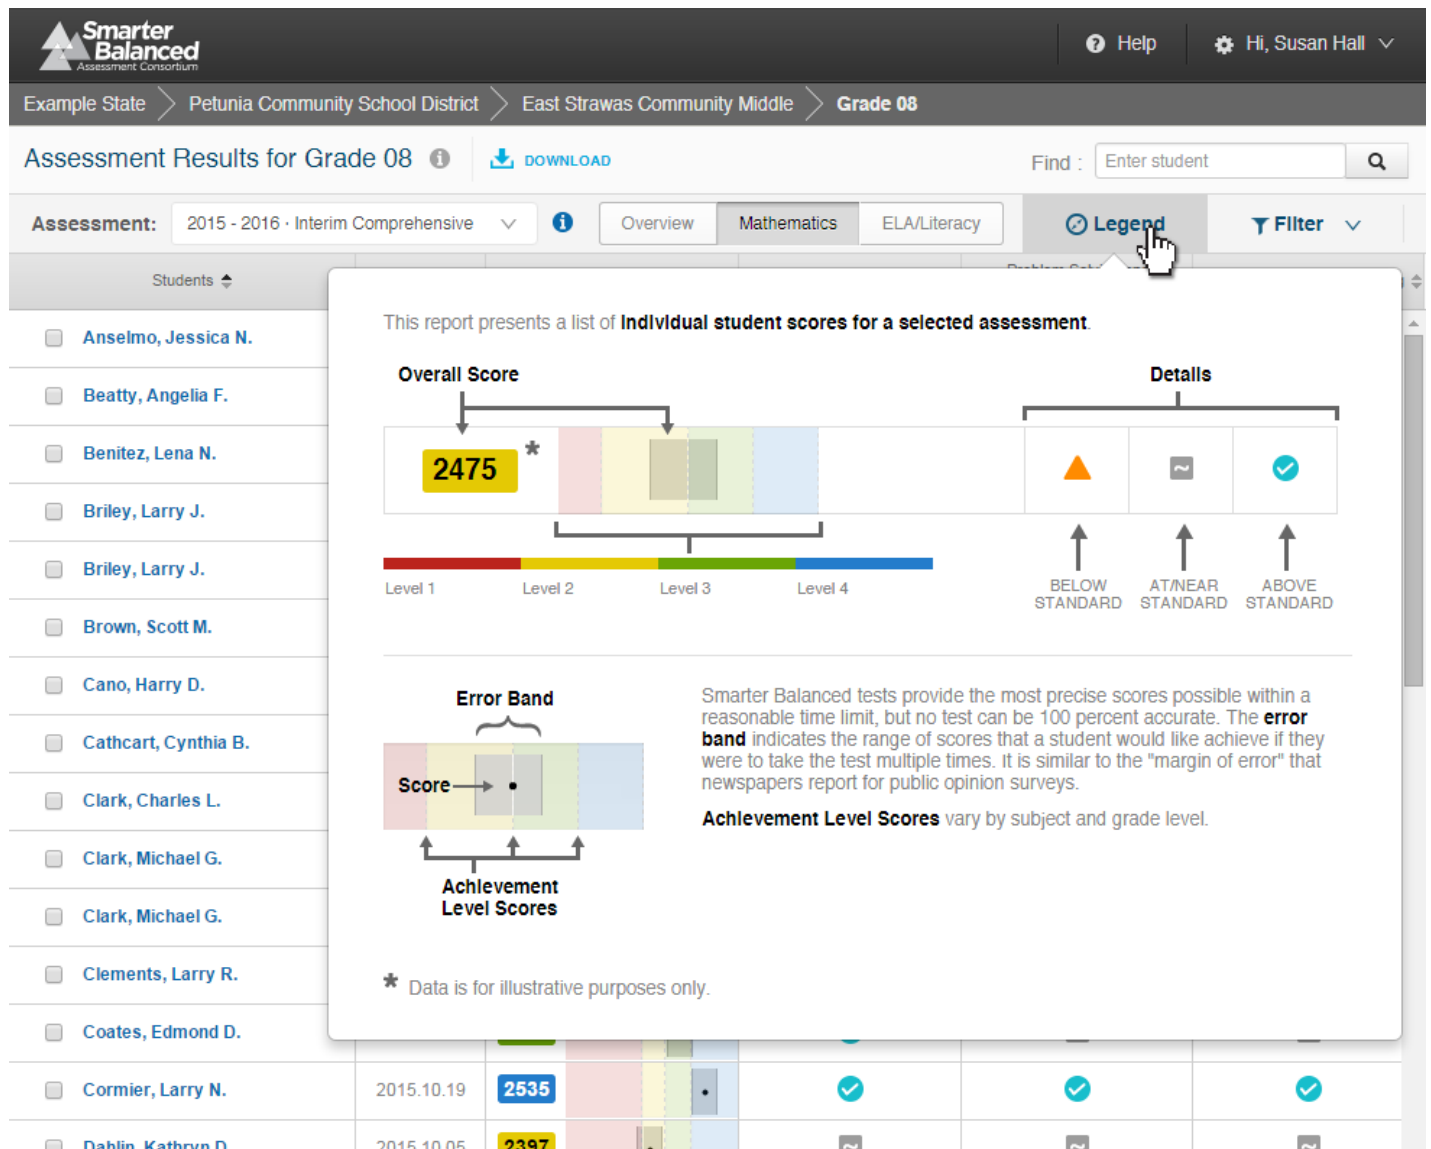 Smarter
Balanced
Assessment Consortium
Help
Hi, Susan Hall
Example State
Petunia Community School District
East Strawas Community Middle
Grade 08
Assessment Results for Grade 08
DOWNLOAD
Find :
Enter student
Assessment:
2015 - 2016 · Interim Comprehensive
Overview
Mathematics
ELA/Literacy
Legend
Filter
Students
This report presents a list of individual student scores for a selected assessment.
Overall Score
Details
2475 *
Level 1
Level 2
Level 3
Level 4
BELOW
STANDARD
AT/NEAR
STANDARD
ABOVE
STANDARD
Error Band
Score
Achievement
Level Scores
Smarter Balanced tests provide the most precise scores possible within a
reasonable time limit, but no test can be 100 percent accurate. The error
band indicates the range of scores that a student would like achieve if they
were to take the test multiple times. It is similar to the "margin of error" that
newspapers report for public opinion surveys.
Achievement Level Scores vary by subject and grade level.
* Data is for illustrative purposes only.
Anselmo, Jessica N.
Beatty, Angelia F.
Benitez, Lena N.
Briley, Larry J.
Briley, Larry J.
Brown, Scott M.
Cano, Harry D.
Cathcart, Cynthia B.
Clark, Charles L.
Clark, Michael G.
Clark, Michael G.
Clements, Larry R.
Coates, Edmond D.
Cormier, Larry N. 2015.10.19 2535
Dahlin, Kathryn D. 2015.10.05 2397